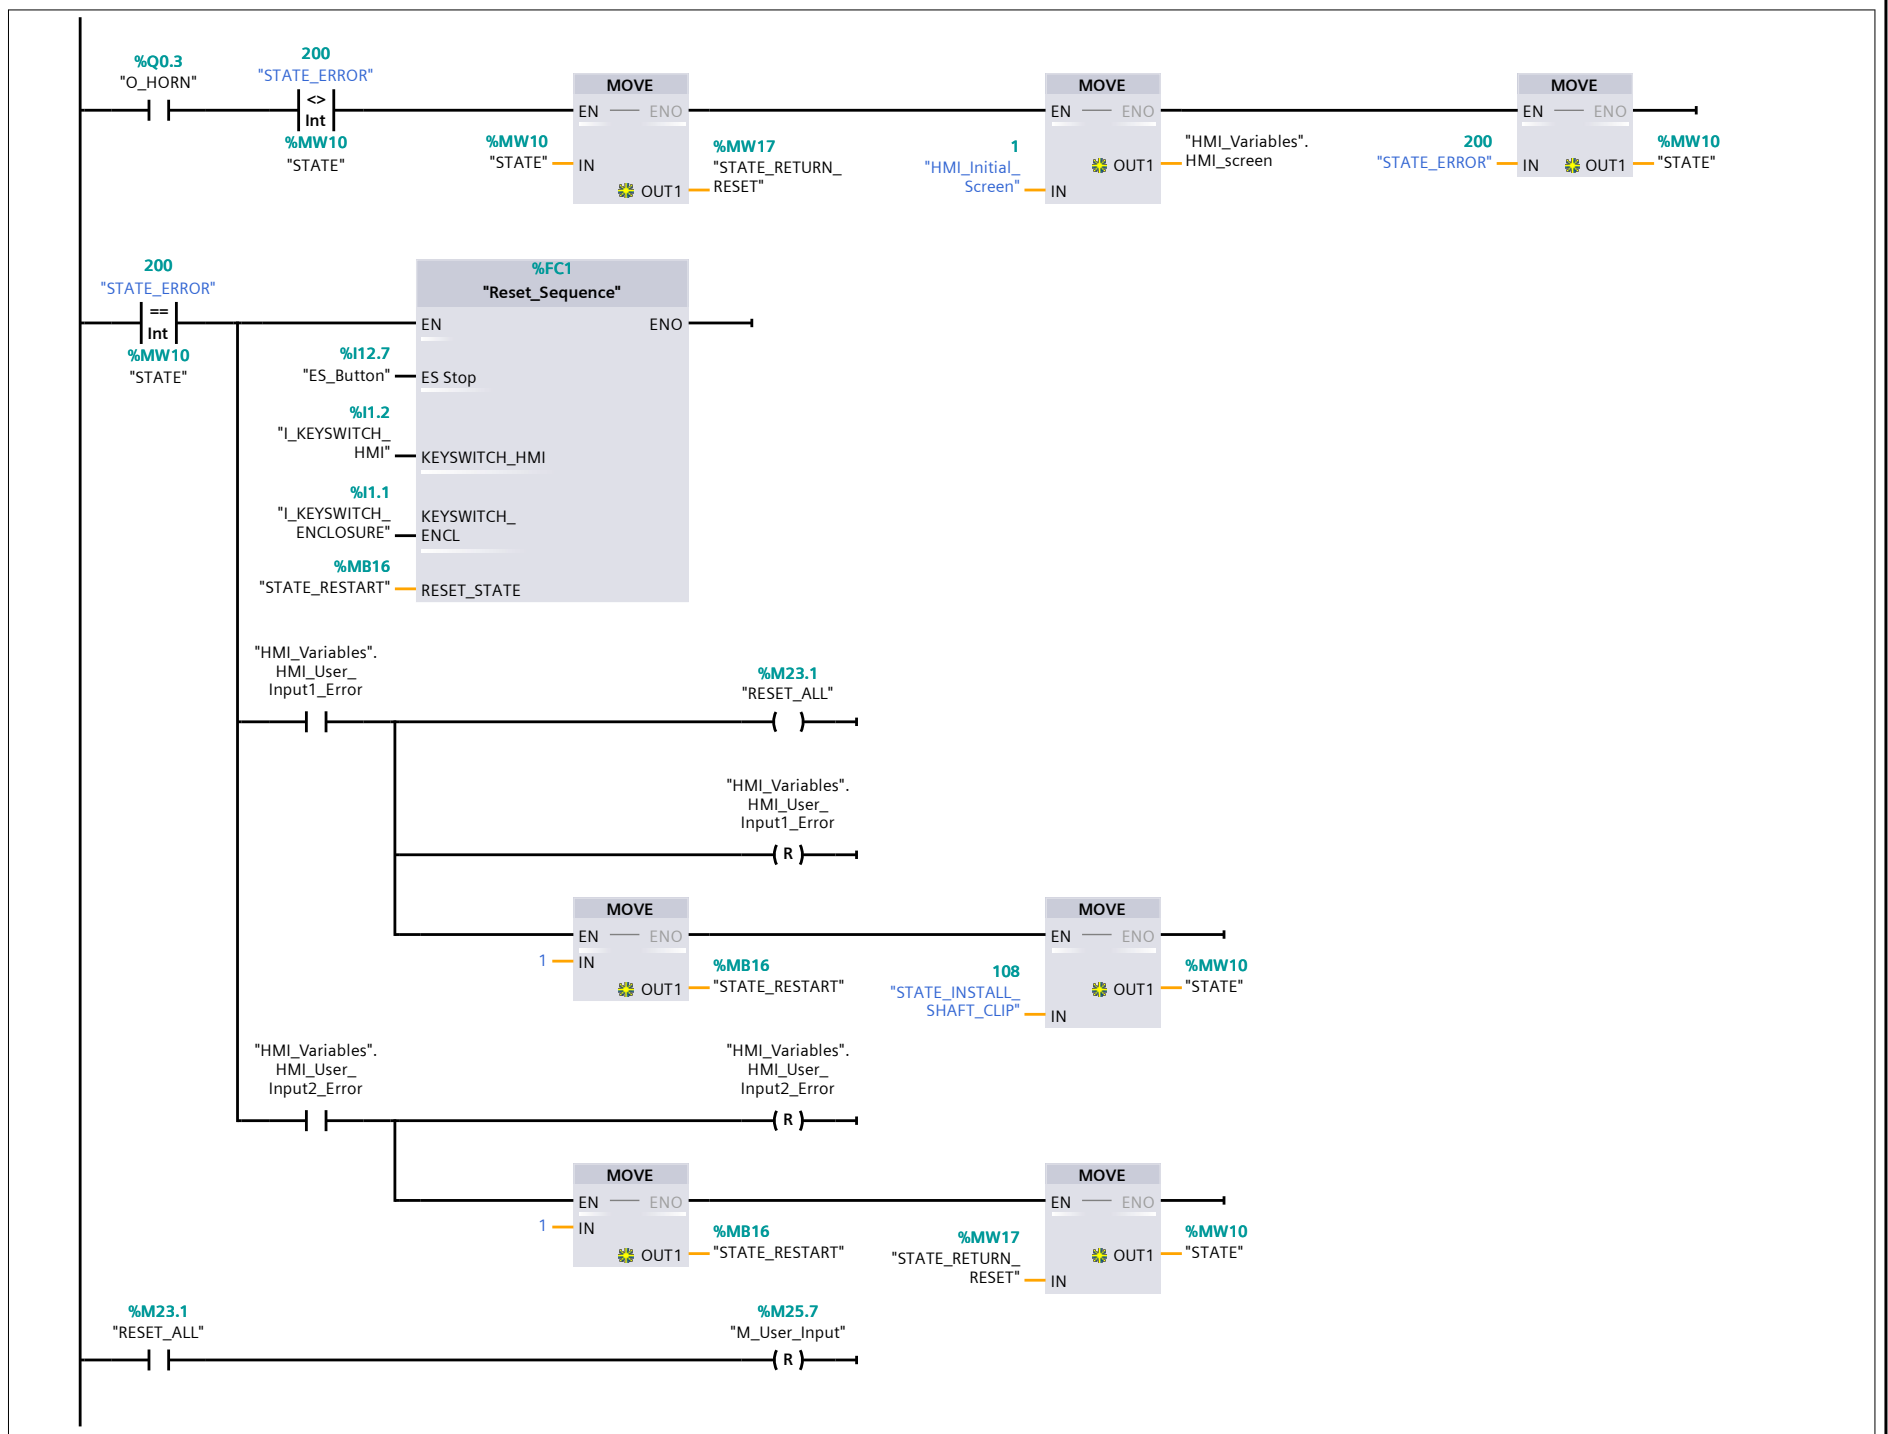 %Q0.3
"O_HORN"
200
"STATE_ERROR"
<>
Int
%MW10
"STATE"
MOVE
EN ENO
%MW10
"STATE"
IN
OUT1
%MW17
"STATE_RETURN_
RESET"
MOVE
EN ENO
1
"HMI_Initial_
Screen"
IN
OUT1
"HMI_Variables".
HMI_screen
MOVE
EN ENO
200
"STATE_ERROR"
IN OUT1
%MW10
"STATE"
200
"STATE_ERROR"
==
Int
%MW10
"STATE"
%FC1
"Reset_Sequence"
EN ENO
%I12.7
"ES_Button"
ES Stop
%I1.2
"I_KEYSWITCH_
HMI"
KEYSWITCH_HMI
%I1.1
"I_KEYSWITCH_
ENCLOSURE"
KEYSWITCH_
ENCL
%MB16
"STATE_RESTART"
RESET_STATE
"HMI_Variables".
HMI_User_
Input1_Error
%M23.1
"RESET_ALL"
"HMI_Variables".
HMI_User_
Input1_Error
R
MOVE
EN ENO
1
IN
OUT1
%MB16
"STATE_RESTART"
MOVE
EN ENO
108
"STATE_INSTALL_
SHAFT_CLIP"
IN
OUT1
%MW10
"STATE"
"HMI_Variables".
HMI_User_
Input2_Error
"HMI_Variables".
HMI_User_
Input2_Error
R
MOVE
EN ENO
1
IN
OUT1
%MB16
"STATE_RESTART"
MOVE
EN ENO
%MW17
"STATE_RETURN_
RESET"
IN
OUT1
%MW10
"STATE"
%M23.1
"RESET_ALL"
%M25.7
"M_User_Input"
R